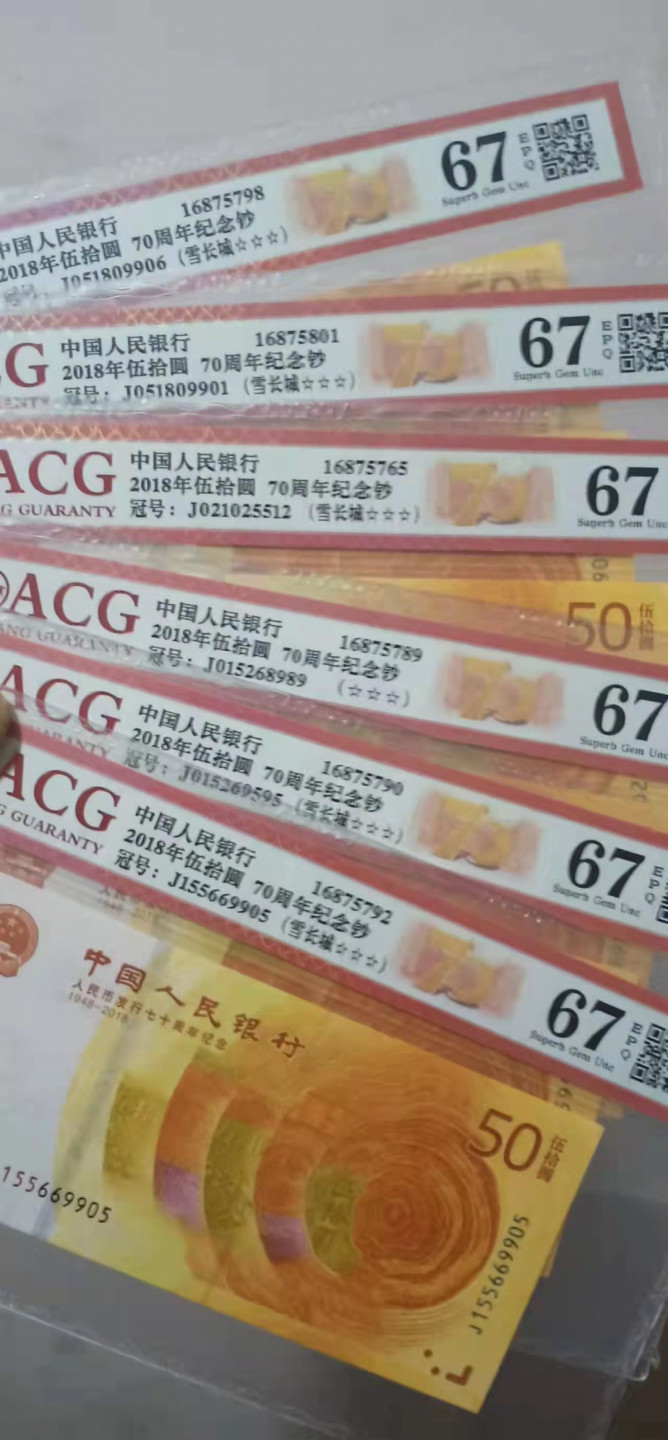 中国人民银行 16875798
2018年伍拾圆 70周年纪念钞
J051809906 (雪长城☆☆☆)
67
EPQ
Superb Gem Unc
50
G
中国人民银行 16875801
2018年伍拾圆 70周年纪念钞
冠号: J051809901 (雪长城☆☆☆)
67
EPQ
Superb Gem Unc
ACG
G GUARANTY
中国人民银行 16875765
2018年伍拾圆 70周年纪念钞
冠号: J021025512 (雪长城☆☆☆)
67
Superb Gem Unc
50 伍拾圆
ACG
ANG GUARANTY
中国人民银行 16875789
2018年伍拾圆 70周年纪念钞
冠号: J015268989 (☆☆☆)
67
Superb Gem Unc
ACG
GUARANTY
中国人民银行 16875790
2018年伍拾圆 70周年纪念钞
冠号: J015269595 (雪长城☆☆☆)
67
Superb Gem Unc
ACG
G GUARANTY
中国人民银行 16875792
2018年伍拾圆 70周年纪念钞
冠号: J155669905 (雪长城☆☆☆)
67
EPQ
Superb Gem Unc
中国人民银行
人民币发行七十周年纪念
1948-2018
50 伍拾圆
155669905
J155669905